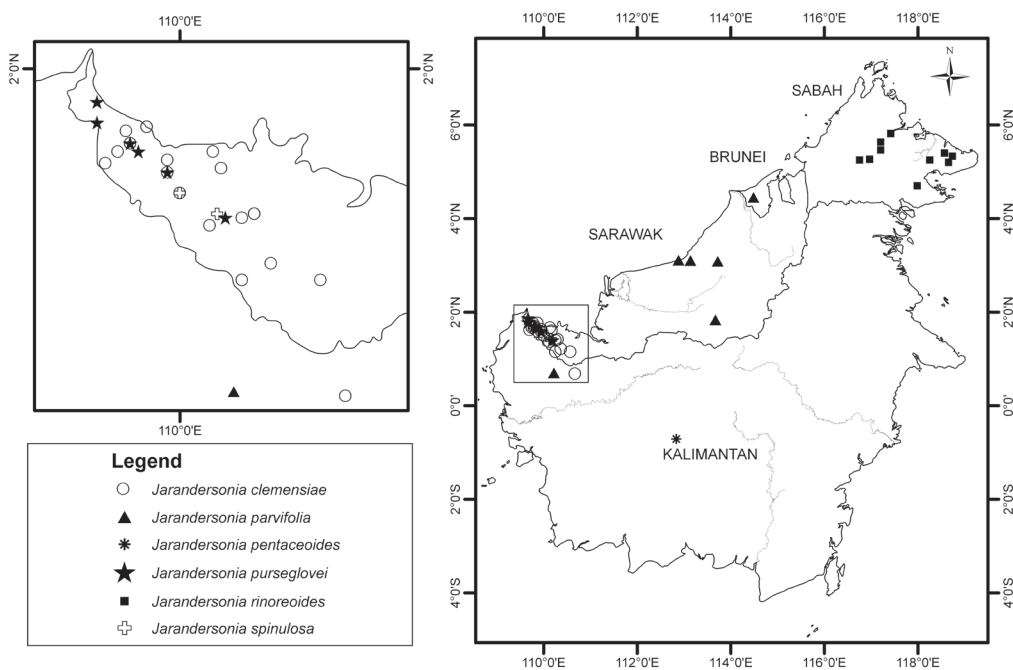 110°0'E
2°0'N
2°0'N
110°0'E
Legend
Jarandersonia clemensiae
Jarandersonia parvifolia
Jarandersonia pentaceoides
Jarandersonia purseglovei
Jarandersonia rinoreoides
Jarandersonia spinulosa
110°0'E 112°0'E 114°0'E 116°0'E 118°0'E
N
SABAH
6°0'N 6°0'N
BRUNEI
4°0'N 4°0'N
SARAWAK
2°0'N 2°0'N
0°0' 0°0'
KALIMANTAN
2°0'S 2°0'S
4°0'S 4°0'S
110°0'E 112°0'E 114°0'E 116°0'E 118°0'E